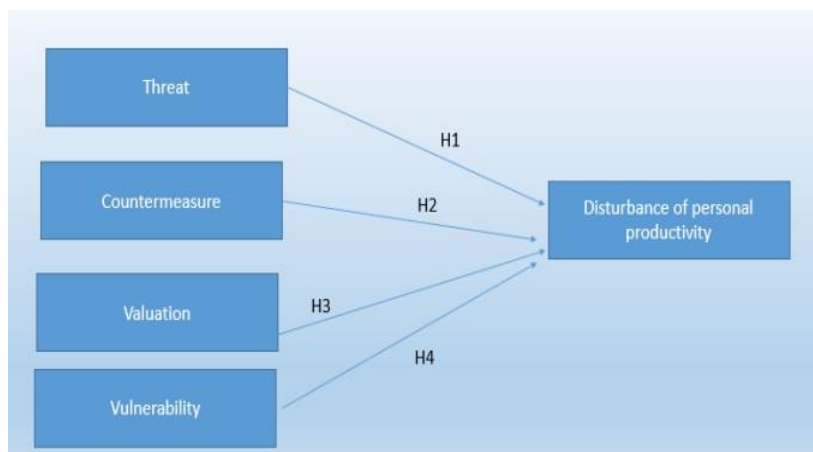 Threat
H1
Countermeasure
H2
Disturbance of personal
productivity
Valuation
H3
H4
Vulnerability